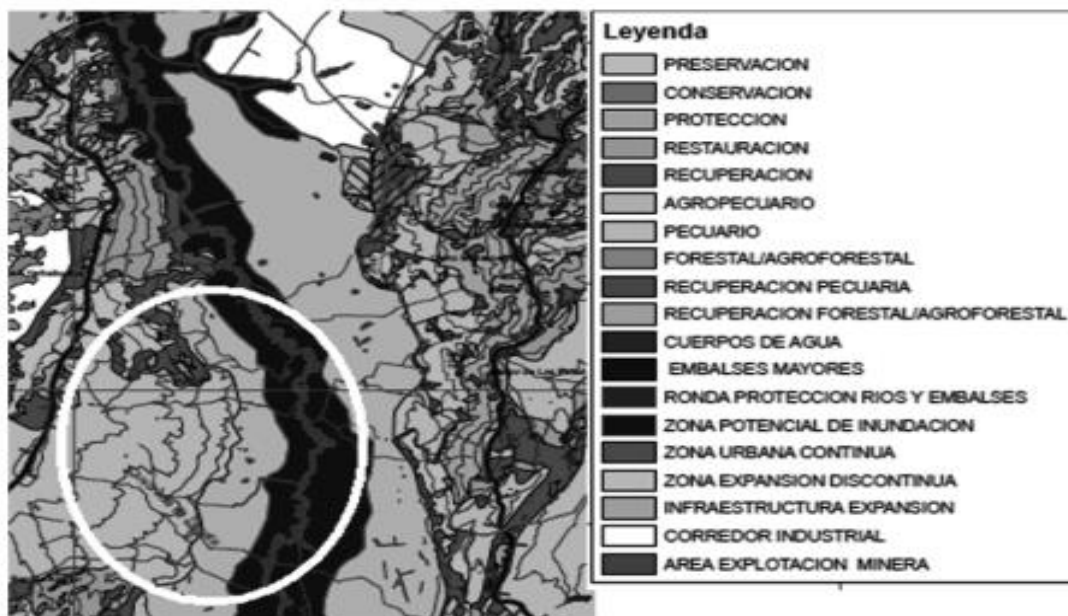 Leyenda
PRESERVACION
CONSERVACION
PROTECCION
RESTAURACION
RECUPERACION
AGROPECUARIO
PECUARIO
FORESTAL/AGROFORESTAL
RECUPERACION PECUARIA
RECUPERACION FORESTAL/AGROFORESTAL
CUERPOS DE AGUA
EMBALSES MAYORES
RONDA PROTECCION RIOS Y EMBALSES
ZONA POTENCIAL DE INUNDACION
ZONA URBANA CONTINUA
ZONA EXPANSION DISCONTINUA
INFRAESTRUCTURA EXPANSION
CORREDOR INDUSTRIAL
AREA EXPLOTACION MINERA